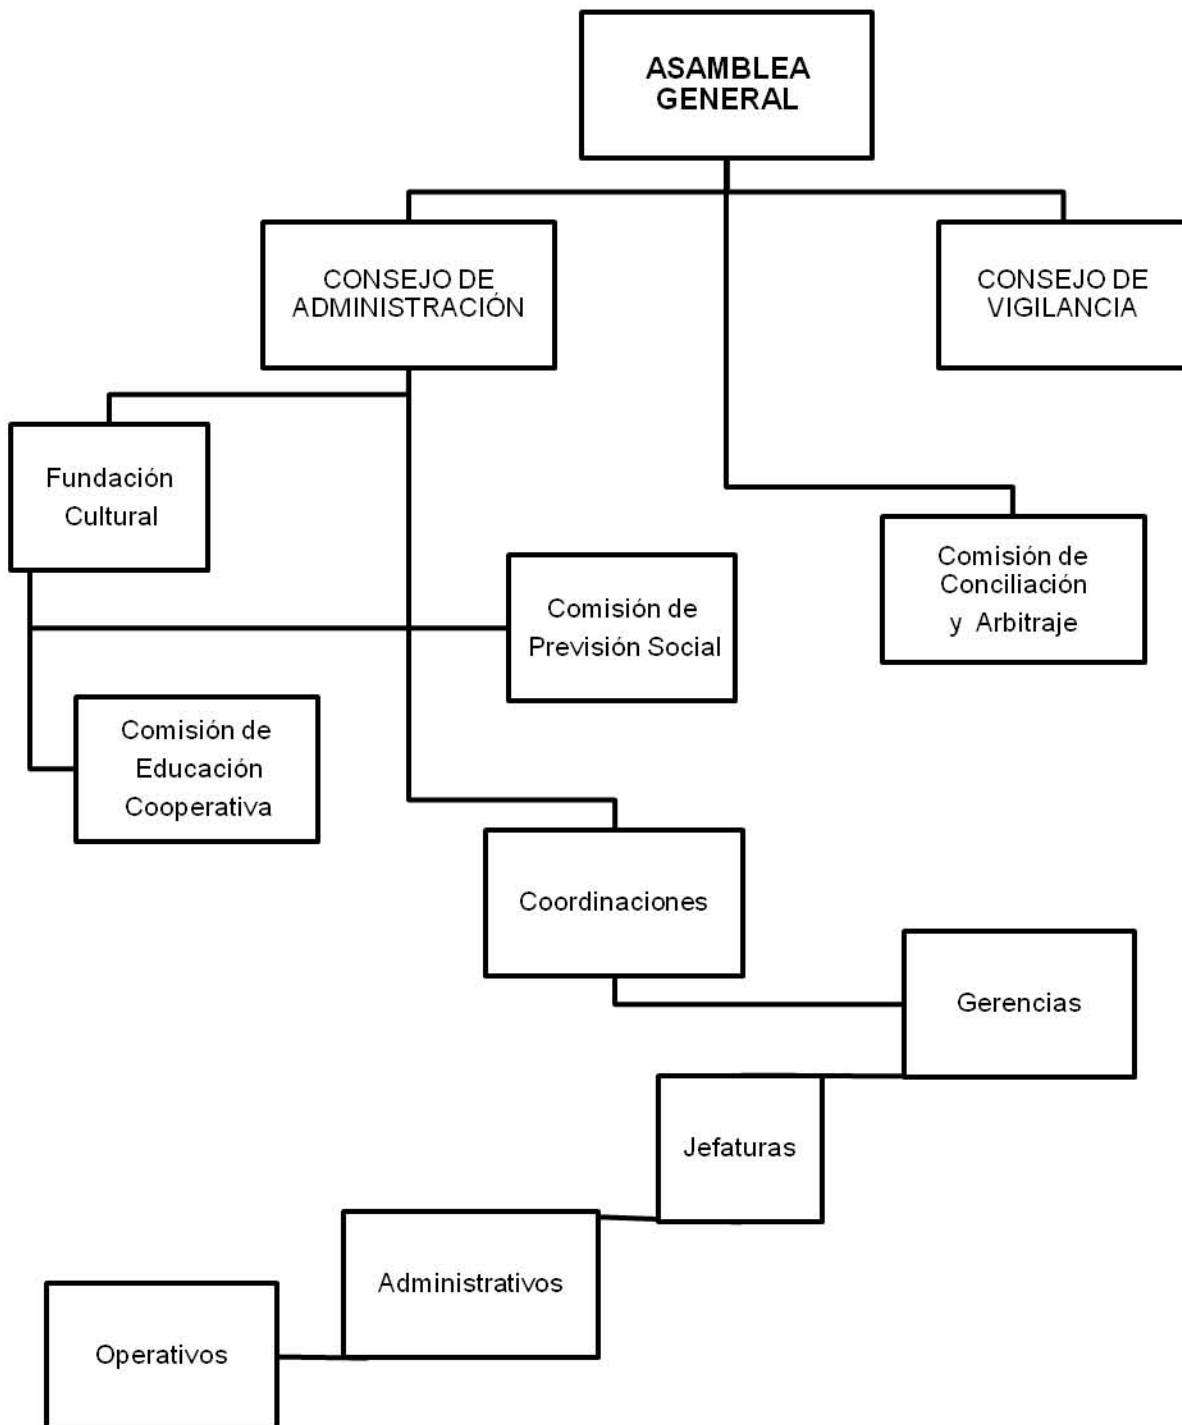 ASAMBLEA
GENERAL
CONSEJO DE
ADMINISTRACIÓN
CONSEJO DE
VIGILANCIA
Fundación
Cultural
Comisión de
Conciliación
y Arbitraje
Comisión de
Previsión Social
Comisión de
Educación
Cooperativa
Coordinaciones
Gerencias
Jefaturas
Administrativos
Operativos